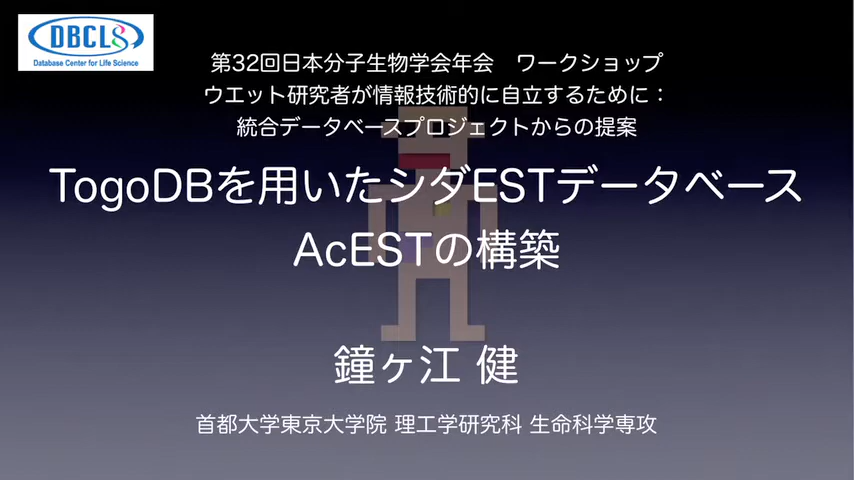 DBCLS
Database Center for Life Science
第32回日本分子生物学会年会　ワークショップ
ウエット研究者が情報技術的に自立するために：
統合データベースプロジェクトからの提案
TogoDBを用いたシダESTデータベース
AcESTの構築
鐘ヶ江 健
首都大学東京大学院 理工学研究科 生命科学専攻